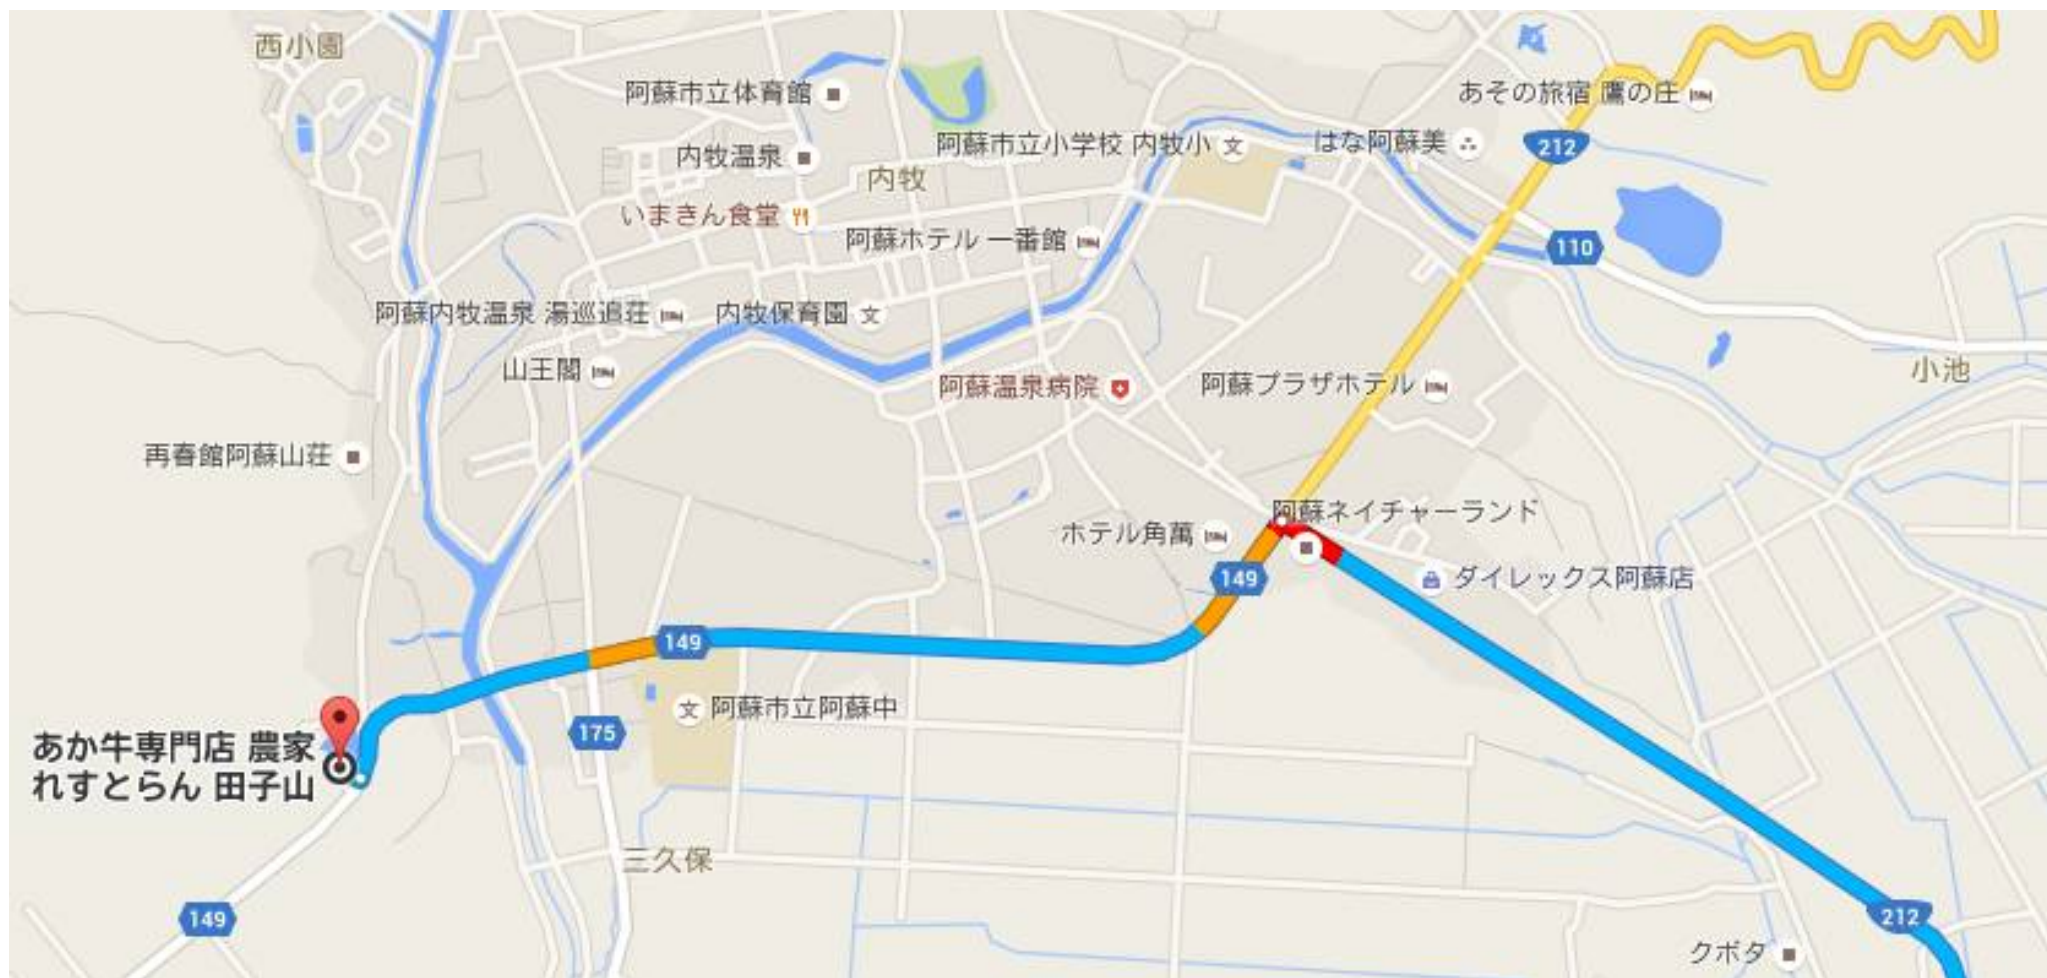 西小園
阿蘇市立体育館
あその旅宿 鷹の庄
阿蘇市立小学校 内牧小
はな阿蘇美
212
内牧温泉
内牧
いまきん食堂
阿蘇ホテル 一番館
110
阿蘇内牧温泉 湯巡追荘
内牧保育園
山王閣
阿蘇温泉病院
阿蘇プラザホテル
小池
再春館阿蘇山荘
阿蘇ネイチャーランド
ホテル角萬
149
ダイレックス阿蘇店
149
阿蘇市立阿蘇中
175
あか牛専門店 農家
れすとらん 田子山
三久保
149
212
クボタ